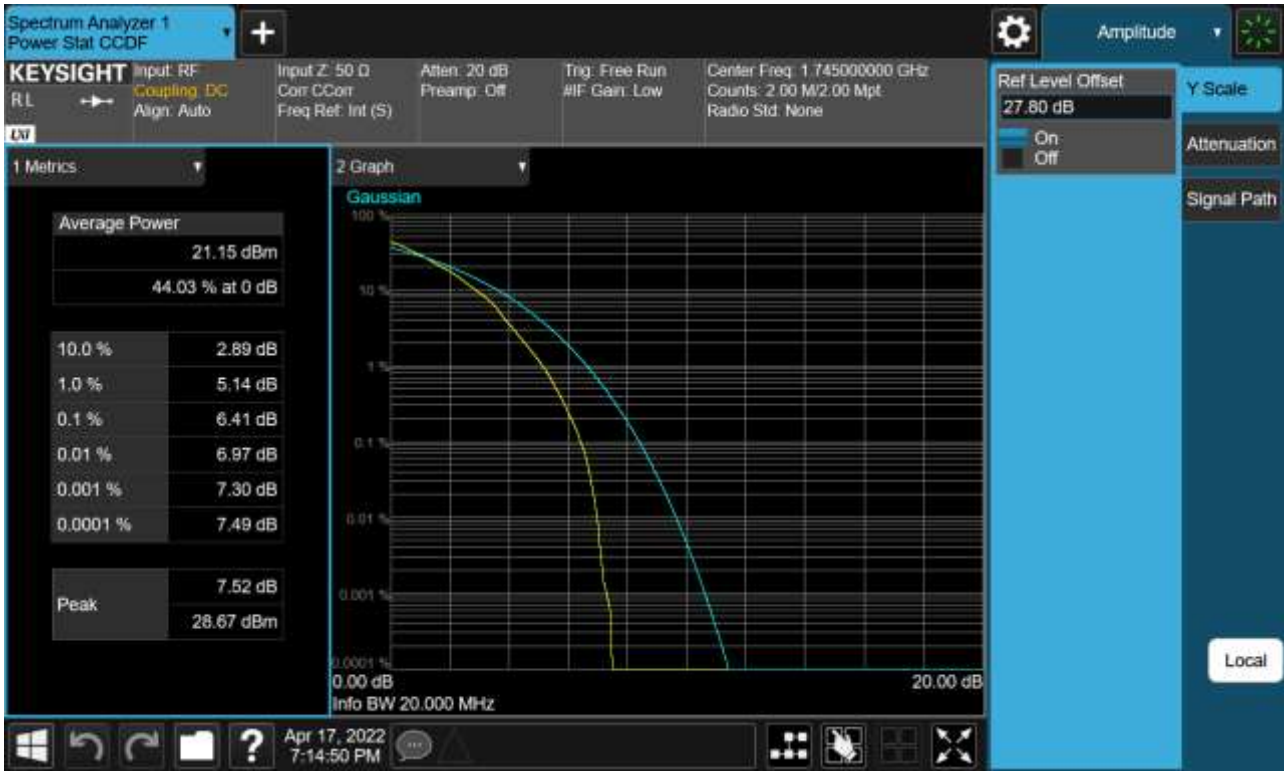 Spectrum Analyzer 1
Power Stat CCDF
+
Amplitude
KEYSIGHT
RL
LXI
Input: RF
Coupling: DC
Align: Auto
Input Z: 50 Ω
Corr CCorr
Freq Ref: Int (S)
Atten: 20 dB
Preamp: Off
Trig: Free Run
#IF Gain: Low
Center Freq: 1.745000000 GHz
Counts: 2.00 M/2.00 Mpt
Radio Std: None
Ref Level Offset
27.80 dB
On
Off
Y Scale
Attenuation
Signal Path
Local
1 Metrics
Average Power
21.15 dBm
44.03 % at 0 dB
10.0 % 2.89 dB
1.0 % 5.14 dB
0.1 % 6.41 dB
0.01 % 6.97 dB
0.001 % 7.30 dB
0.0001 % 7.49 dB
Peak
7.52 dB
28.67 dBm
2 Graph
Gaussian
100 %
10 %
1 %
0.1 %
0.01 %
0.001 %
0.0001 %
0.00 dB 20.00 dB
Info BW 20.000 MHz
?
Apr 17, 2022
7:14:50 PM